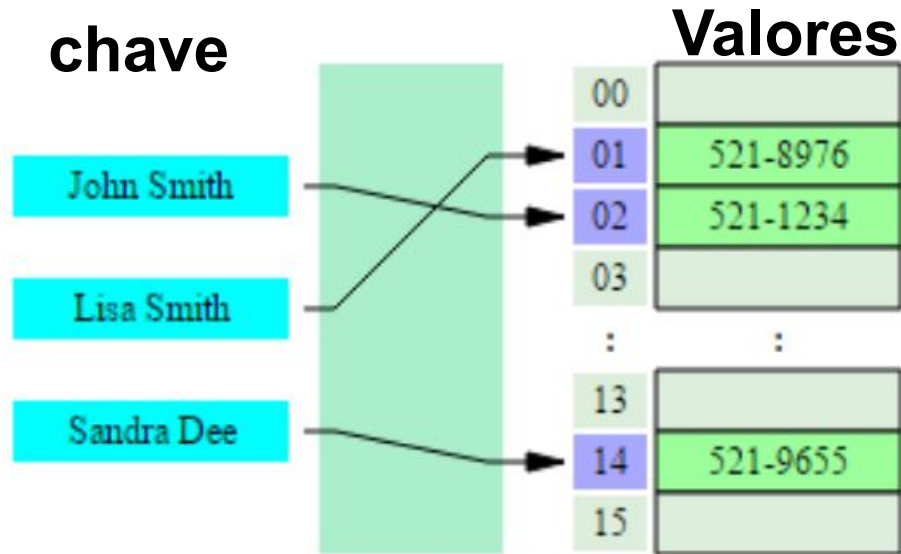 chave
Valores
John Smith
Lisa Smith
Sandra Dee
00
01 521-8976
02 521-1234
03
: :
13
14 521-9655
15